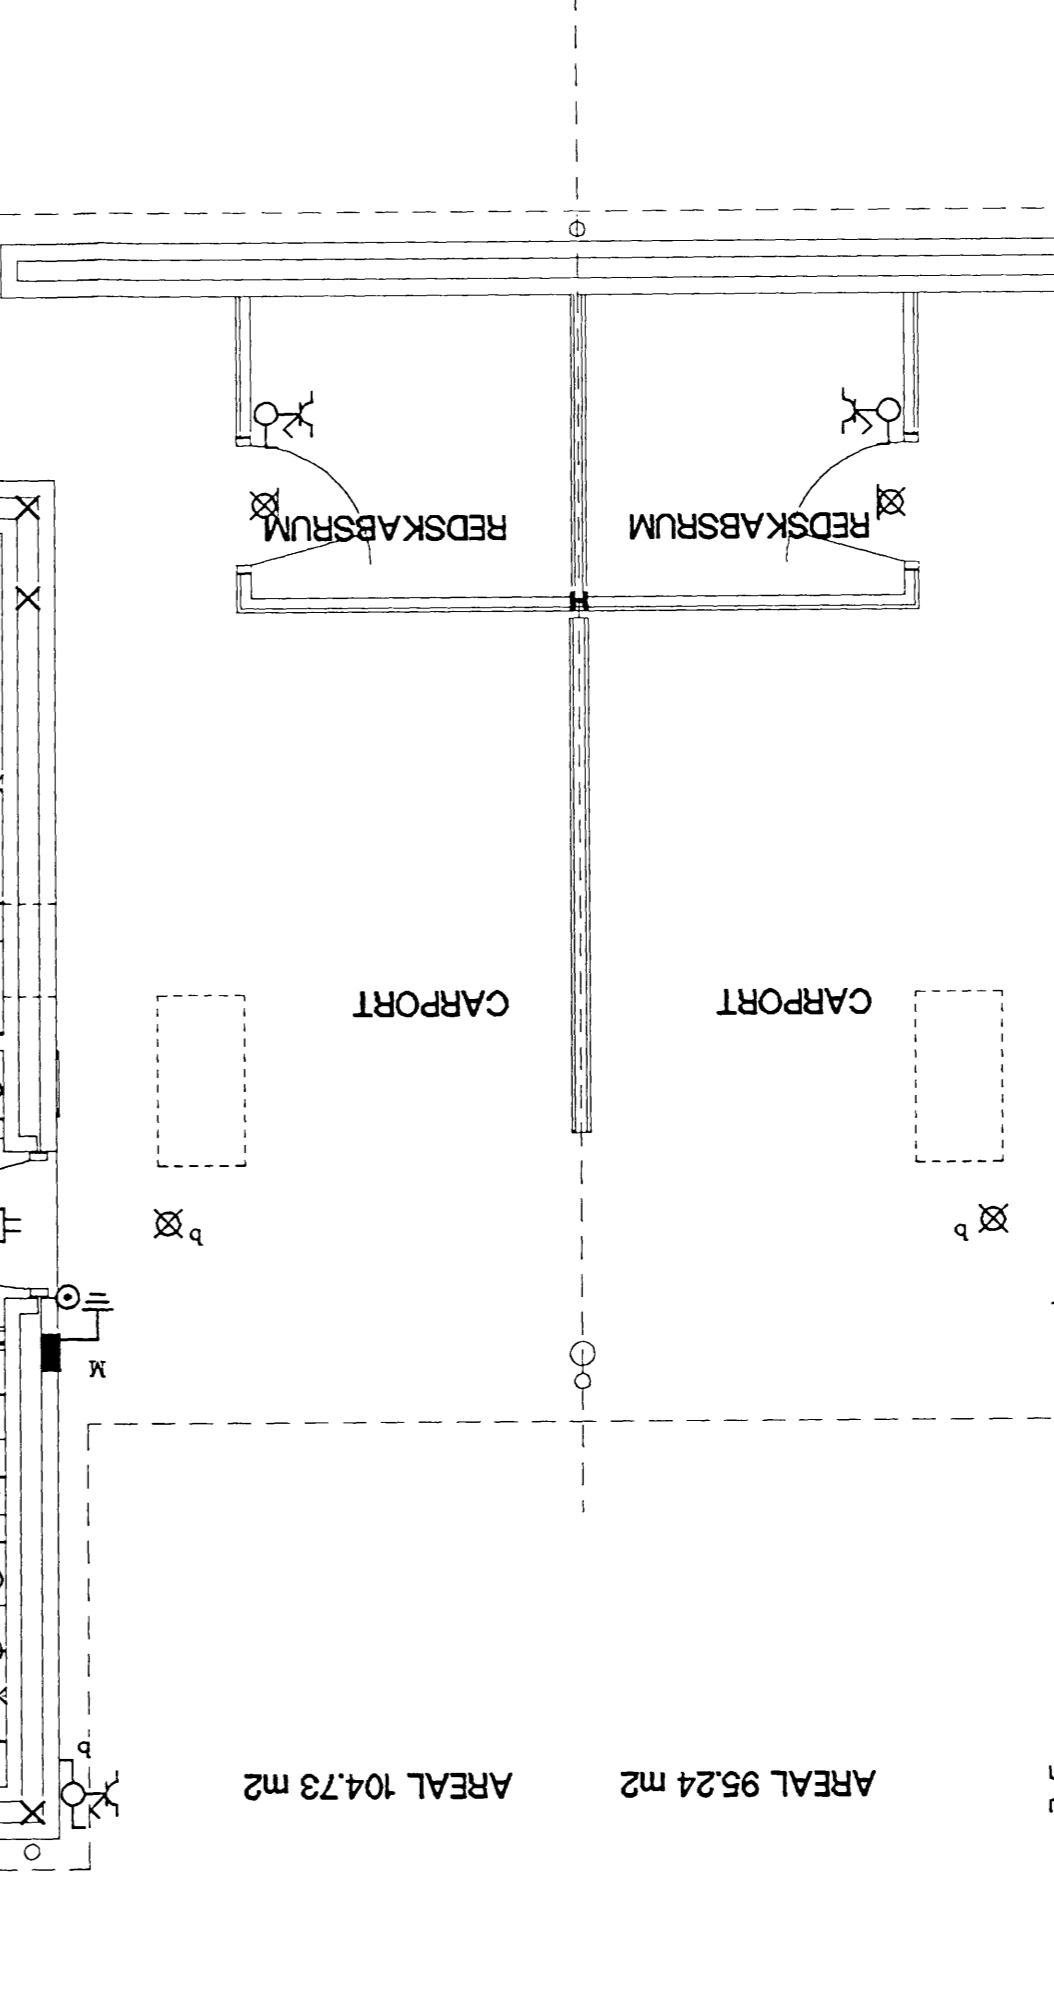 AREAL 95.24 m2
AREAL 104.73 m2
b
M
b
b
CARPORT
CARPORT
REDSKABSRUM
REDSKABSRUM